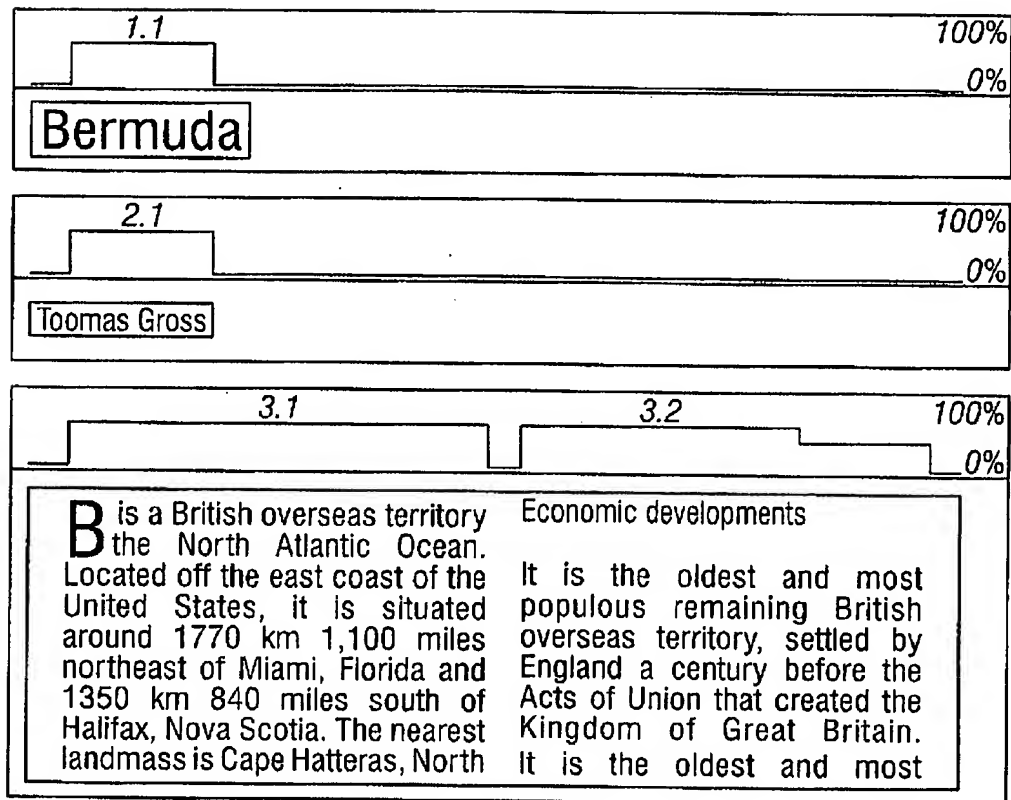 1.1 100%
0%
Bermuda
2.1 100%
0%
Toomas Gross
3.1 3.2 100%
0%
B is a British overseas territory
the North Atlantic Ocean.
Located off the east coast of the
United States, it is situated
around 1770 km 1,100 miles
northeast of Miami, Florida and
1350 km 840 miles south of
Halifax, Nova Scotia. The nearest
landmass is Cape Hatteras, North
Economic developments
It is the oldest and most
populous remaining British
overseas territory, settled by
England a century before the
Acts of Union that created the
Kingdom of Great Britain.
It is the oldest and most